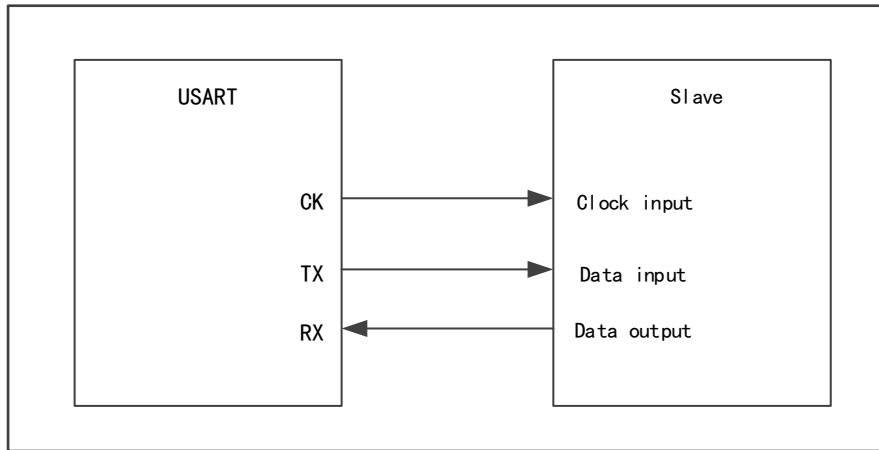 USART
Slave
CK
Clock input
TX
Data input
RX
Data output